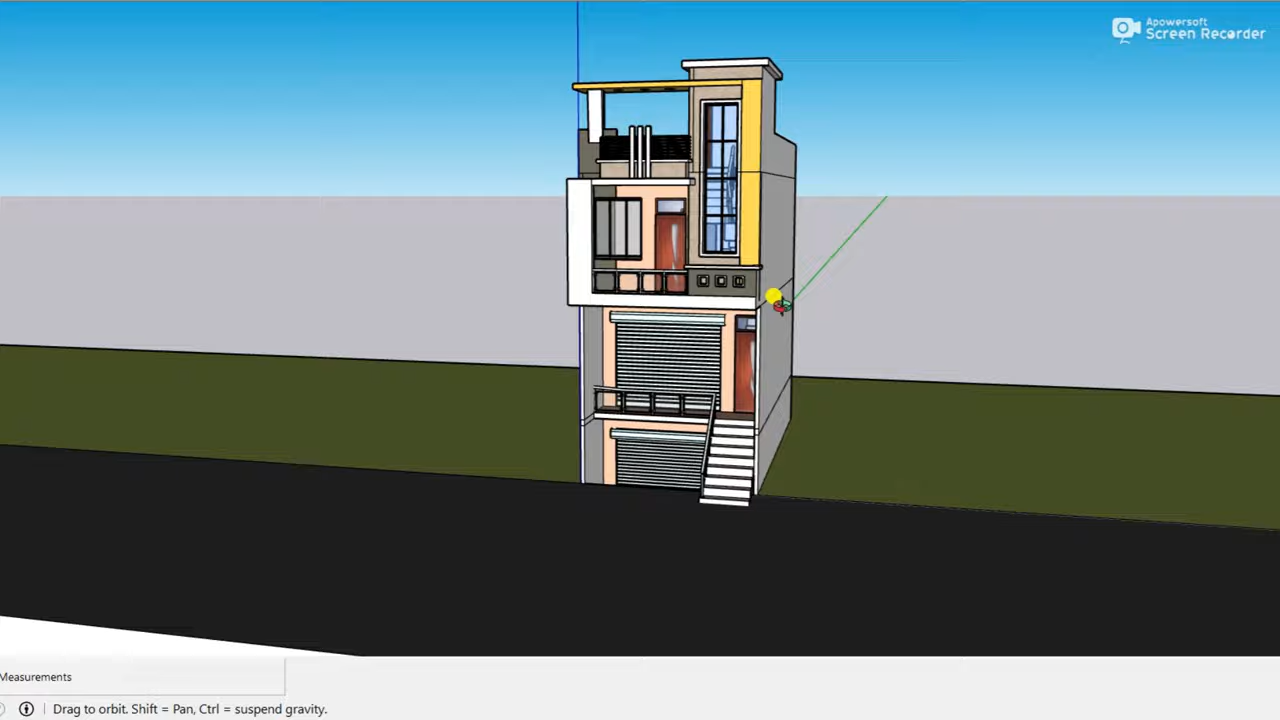 Apowersoft
Screen Recorder
Measurements
Drag to orbit. Shift = Pan, Ctrl = suspend gravity.